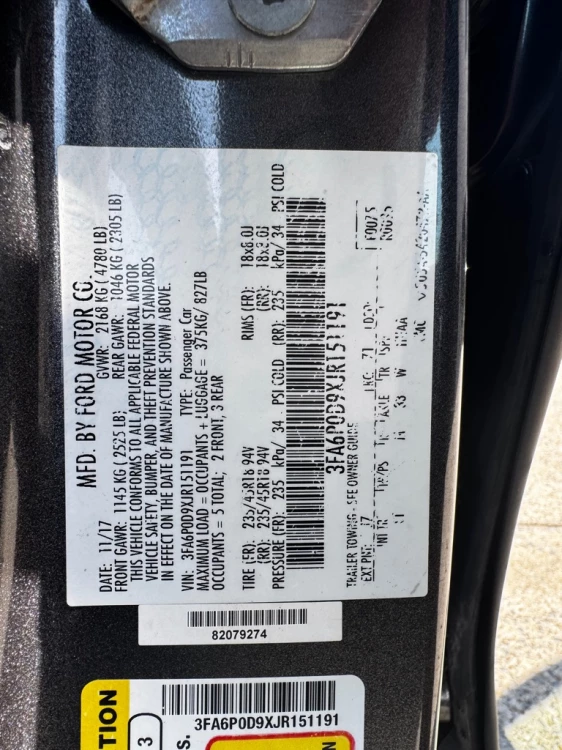 MFD. BY FORD MOTOR CO.
DATE: 11/17 GVWR: 2168 KG ( 4780 LB)
FRONT GAWR: 1145 KG ( 2525 LB) REAR GAWR: 1046 KG ( 2305 LB)
THIS VEHICLE CONFORMS TO ALL APPLICABLE FEDERAL MOTOR
VEHICLE SAFETY, BUMPER, AND THEFT PREVENTION STANDARDS
IN EFFECT ON THE DATE OF MANUFACTURE SHOWN ABOVE.
VIN: 3FA6P0D9XJR151191 TYPE: Passenger Car
MAXIMUM LOAD = OCCUPANTS + LUGGAGE = 375KG/ 827LB
OCCUPANTS = 5 TOTAL; 2 FRONT, 3 REAR
TIRE (FR): 235/45R18 94V RIMS (FR): 18x8.0J
(RR): 235/45R18 94V (RR): 18x8.0J
PRESSURE (FR): 235 kPa/ 34 PSI COLD (RR): 235 kPa/ 34 PSI COLD
3FA6P0D9XJR151191
TRAILER TOWING - SEE OWNER GUIDE
EXT PNT: J7
33 W
82079274
3FA6P0D9XJR151191
3